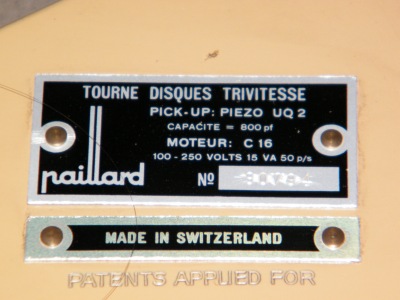 TOURNE DISQUES TRIVITESSE
PICK-UP: PIEZO UQ 2
CAPACITE = 800 pf
MOTEUR: C 16
100 - 250 VOLTS 15 VA 50 p/s
paillard
No
MADE IN SWITZERLAND
PATENTS APPLIED FOR